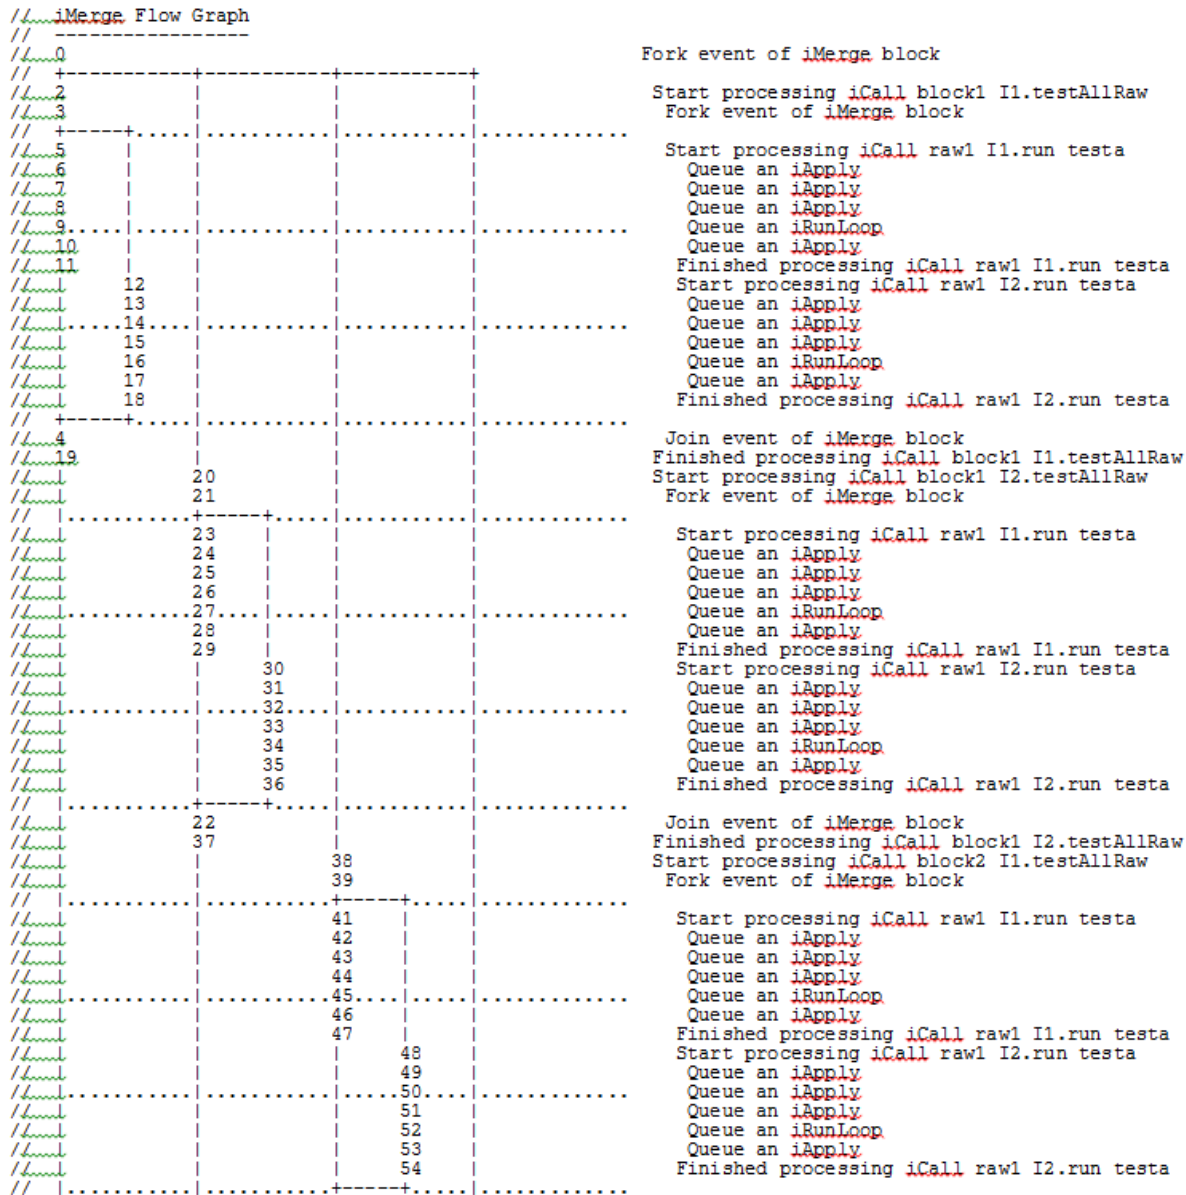 // iMerge Flow Graph
// -----------------
// 0 Fork event of iMerge block
// +-----------+-----------+-----------+
// 2 | | | Start processing iCall block1 I1.testAllRaw
// 3 | | | Fork event of iMerge block
// +-----+.....|...........|...........|.............
// 5 | | | | Start processing iCall raw1 I1.run testa
// 6 | | | | Queue an iApply
// 7 | | | | Queue an iApply
// 8 | | | | Queue an iApply
// 9.....|.....|...........|...........|............. Queue an iRunLoop
// 10 | | | | Queue an iApply
// 11 | | | | Finished processing iCall raw1 I1.run testa
// | 12 | | | Start processing iCall raw1 I2.run testa
// | 13 | | | Queue an iApply
// |.....14....|...........|...........|............. Queue an iApply
// | 15 | | | Queue an iApply
// | 16 | | | Queue an iRunLoop
// | 17 | | | Queue an iApply
// | 18 | | | Finished processing iCall raw1 I2.run testa
// +-----+.....|...........|...........|.............
// 4 | | | Join event of iMerge block
// 19 | | | Finished processing iCall block1 I1.testAllRaw
// | 20 | | Start processing iCall block1 I2.testAllRaw
// | 21 | | Fork event of iMerge block
// |...........+-----+.....|...........|.............
// | 23 | | | Start processing iCall raw1 I1.run testa
// | 24 | | | Queue an iApply
// | 25 | | | Queue an iApply
// | 26 | | | Queue an iApply
// |...........27....|.....|...........|............. Queue an iRunLoop
// | 28 | | | Queue an iApply
// | 29 | | | Finished processing iCall raw1 I1.run testa
// | | 30 | | Start processing iCall raw1 I2.run testa
// | | 31 | | Queue an iApply
// |...........|.....32....|...........|............. Queue an iApply
// | | 33 | | Queue an iApply
// | | 34 | | Queue an iRunLoop
// | | 35 | | Queue an iApply
// | | 36 | | Finished processing iCall raw1 I2.run testa
// |...........+-----+.....|...........|.............
// | 22 | | Join event of iMerge block
// | 37 | | Finished processing iCall block1 I2.testAllRaw
// | | 38 | Start processing iCall block2 I1.testAllRaw
// | | 39 | Fork event of iMerge block
// |...........|...........+-----+.....|.............
// | | 41 | | Start processing iCall raw1 I1.run testa
// | | 42 | | Queue an iApply
// | | 43 | | Queue an iApply
// | | 44 | | Queue an iApply
// |...........|...........45....|.....|............. Queue an iRunLoop
// | | 46 | | Queue an iApply
// | | 47 | | Finished processing iCall raw1 I1.run testa
// | | | 48 | Start processing iCall raw1 I2.run testa
// | | | 49 | Queue an iApply
// |...........|...........|.....50....|............. Queue an iApply
// | | | 51 | Queue an iApply
// | | | 52 | Queue an iRunLoop
// | | | 53 | Queue an iApply
// | | | 54 | Finished processing iCall raw1 I2.run testa
// |...........|...........+-----+.....|.............